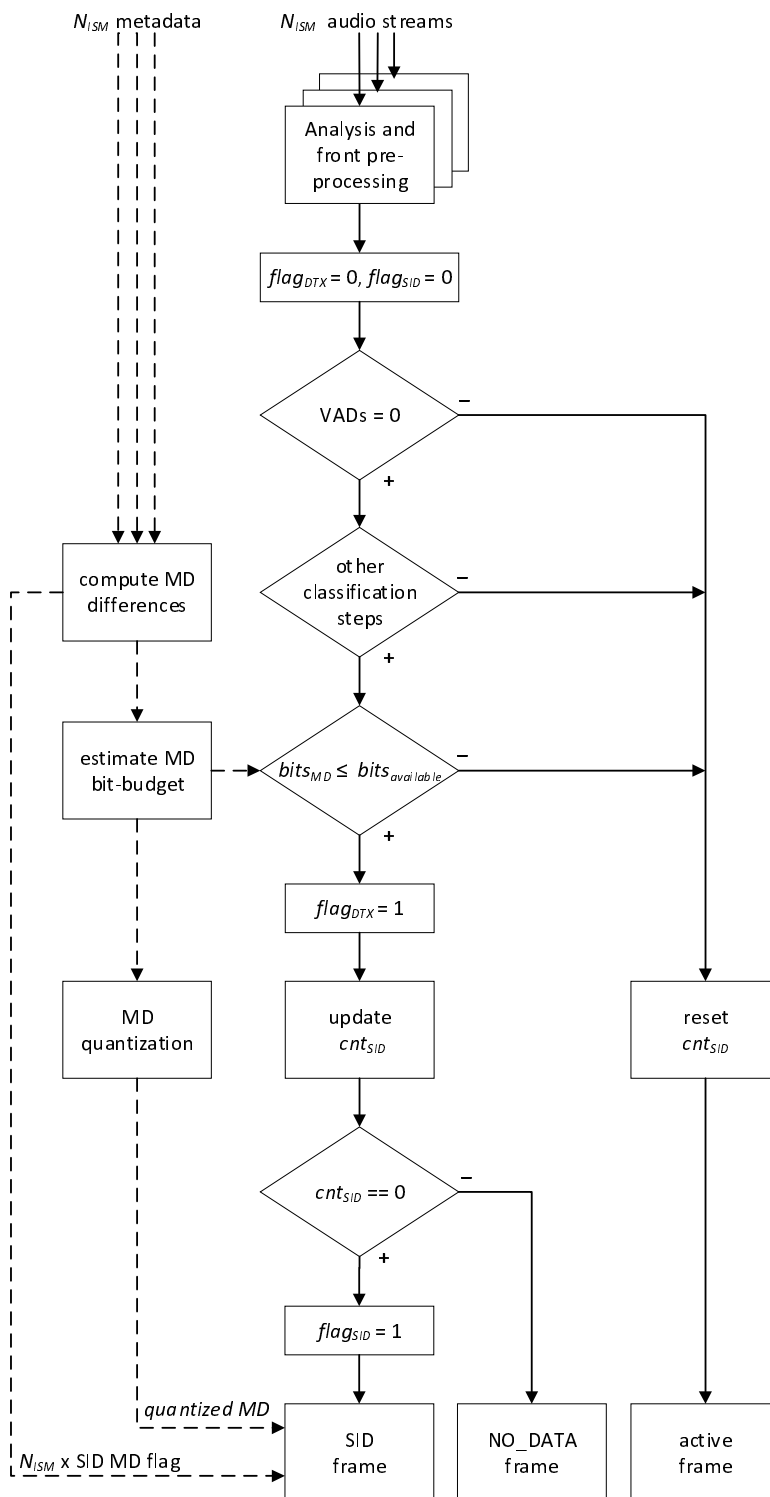 N_ISM metadata
N_ISM audio streams
Analysis and
front pre-
processing
flag_DTX = 0, flag_SID = 0
VADs = 0
–
+
compute MD
differences
other
classification
steps
–
+
estimate MD
bit-budget
bits_MD ≤ bits_available
–
+
flag_DTX = 1
MD
quantization
update
cnt_SID
reset
cnt_SID
cnt_SID == 0
–
+
flag_SID = 1
quantized MD
N_ISM x SID MD flag
SID
frame
NO_DATA
frame
active
frame